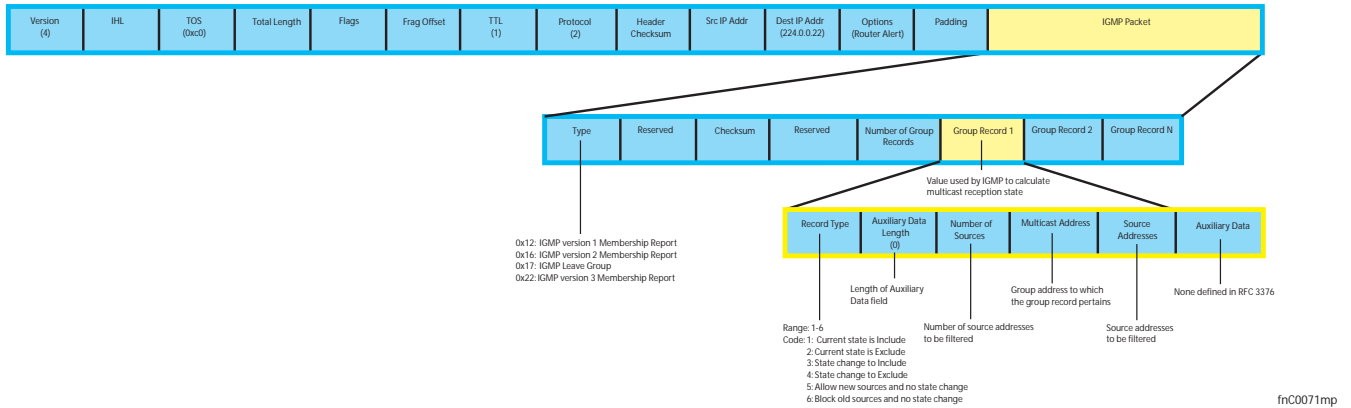 Version
(4)
IHL
TOS
(0xc0)
Total Length
Flags
Frag Offset
TTL
(1)
Protocol
(2)
Header
Checksum
Src IP Addr
Dest IP Addr
(224.0.0.22)
Options
(Router Alert)
Padding
IGMP Packet
Type
Reserved
Checksum
Reserved
Number of Group
Records
Group Record 1
Group Record 2
Group Record N
Value used by IGMP to calculate
multicast reception state
0x12: IGMP version 1 Membership Report
0x16: IGMP version 2 Membership Report
0x17: IGMP Leave Group
0x22: IGMP version 3 Membership Report
Record Type
Auxiliary Data
Length
(0)
Number of
Sources
Multicast Address
Source
Addresses
Auxiliary Data
Length of Auxiliary
Data field
Group address to which
the group record pertains
None defined in RFC 3376
Range: 1-6
Code: 1: Current state is Include
2: Current state is Exclude
3: State change to Include
4: State change to Exclude
5: Allow new sources and no state change
6: Block old sources and no state change
Number of source addresses
to be filtered
Source addresses
to be filtered
fnC0071mp